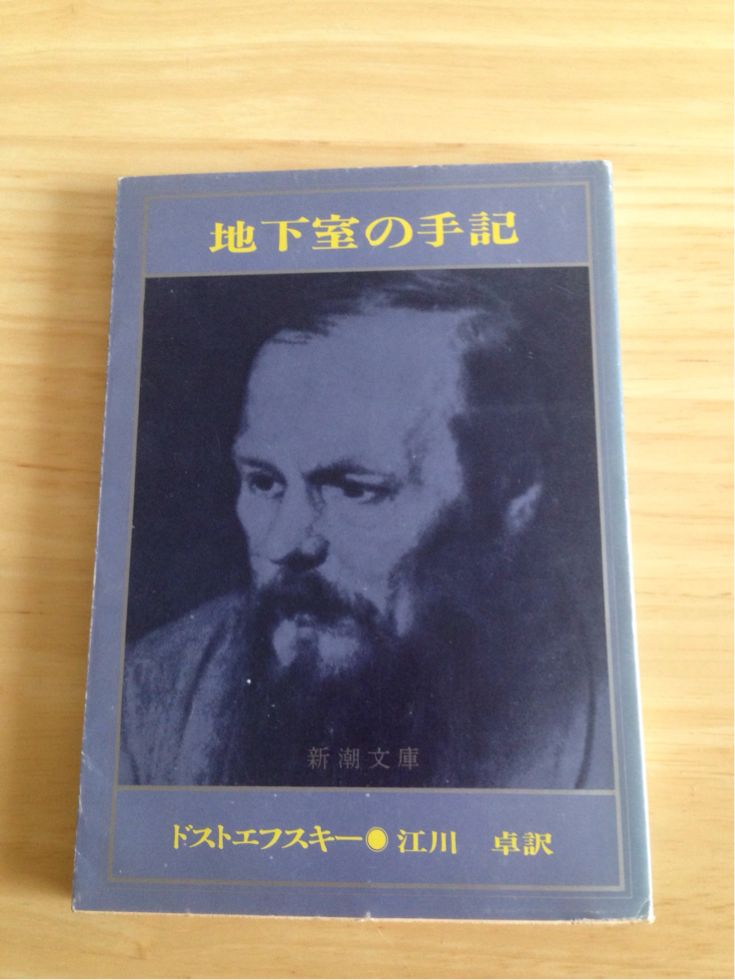 地下室の手記
新潮文庫
ドストエフスキー◉江川 卓訳